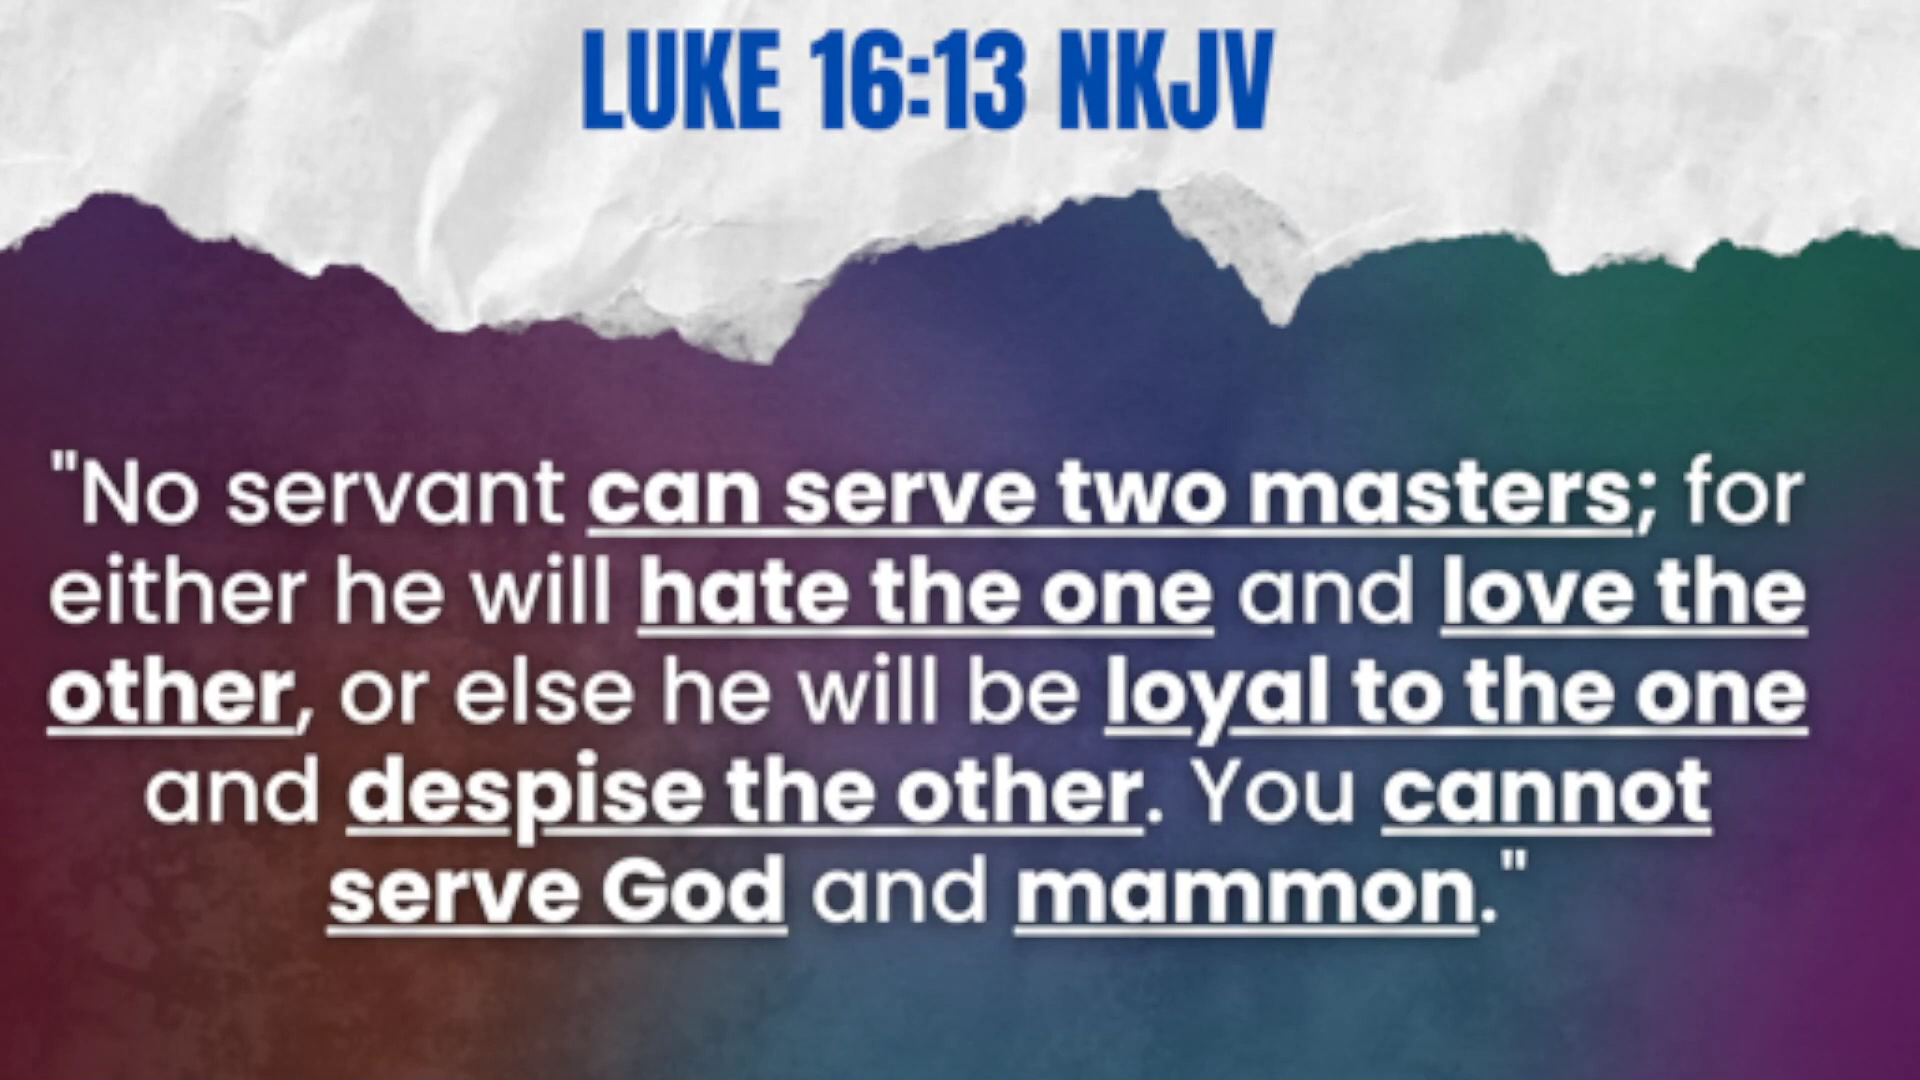 LUKE 16:13 NKJV
"No servant can serve two masters; for
either he will hate the one and love the
other, or else he will be loyal to the one
and despise the other. You cannot
serve God and mammon."